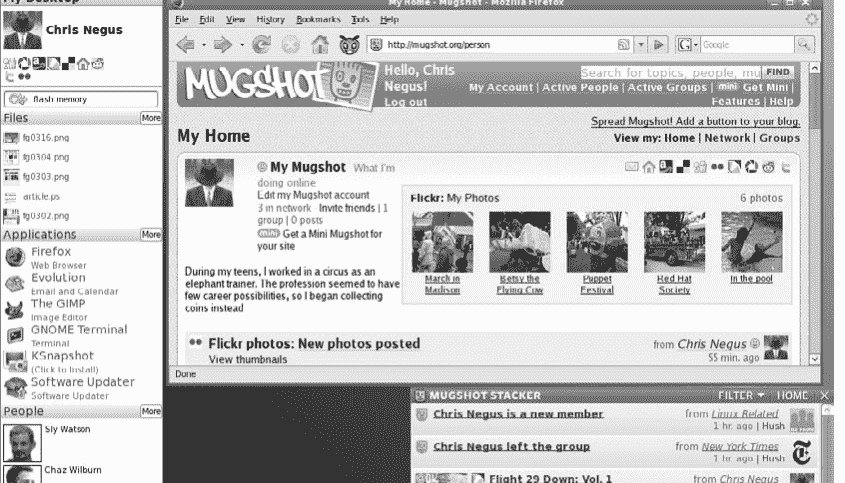 My Desktop
Chris Negus
flash memory
Files
More
fg0316.png
fg0304.png
fg0303.png
article.ps
fg0302.png
Applications
More
Firefox
Web Browser
Evolution
Email and Calendar
The GIMP
Image Editor
GNOME Terminal
Terminal
KSnapshot
(Click to Install)
Software Updater
Software Updater
People
More
Sly Watson
Chaz Wilburn
My Home - Mugshot - Mozilla Firefox
File Edit View History Bookmarks Tools Help
http://mugshot.org/person
Google
MUGSHOT
Hello, Chris
Negus!
Log out
Search for topics, people, mu
FIND
My Account | Active People | Active Groups | mini Get Mini |
Features | Help
Spread Mugshot! Add a button to your blog.
My Home
View my: Home | Network | Groups
My Mugshot What I'm
doing online
Edit my Mugshot account
3 in network · Invite friends | 1
group | 0 posts
mini Get a Mini Mugshot for
your site
During my teens, I worked in a circus as an
elephant trainer. The profession seemed to have
few career possibilities, so I began collecting
coins instead
Flickr: My Photos
6 photos
March in
Madison
Betsy the
Flying Cow
Puppet
Festival
Red Hat
Society
In the pool
Flickr photos: New photos posted
View thumbnails
from Chris Negus
55 min. ago
Done
MUGSHOT STACKER
FILTER
HOME
X
Chris Negus is a new member
from Linux Related
1 hr. ago | Hush
Chris Negus left the group
from New York Times
1 hr. ago | Hush
Flight 29 Down: Vol. 1
from Chris Negus